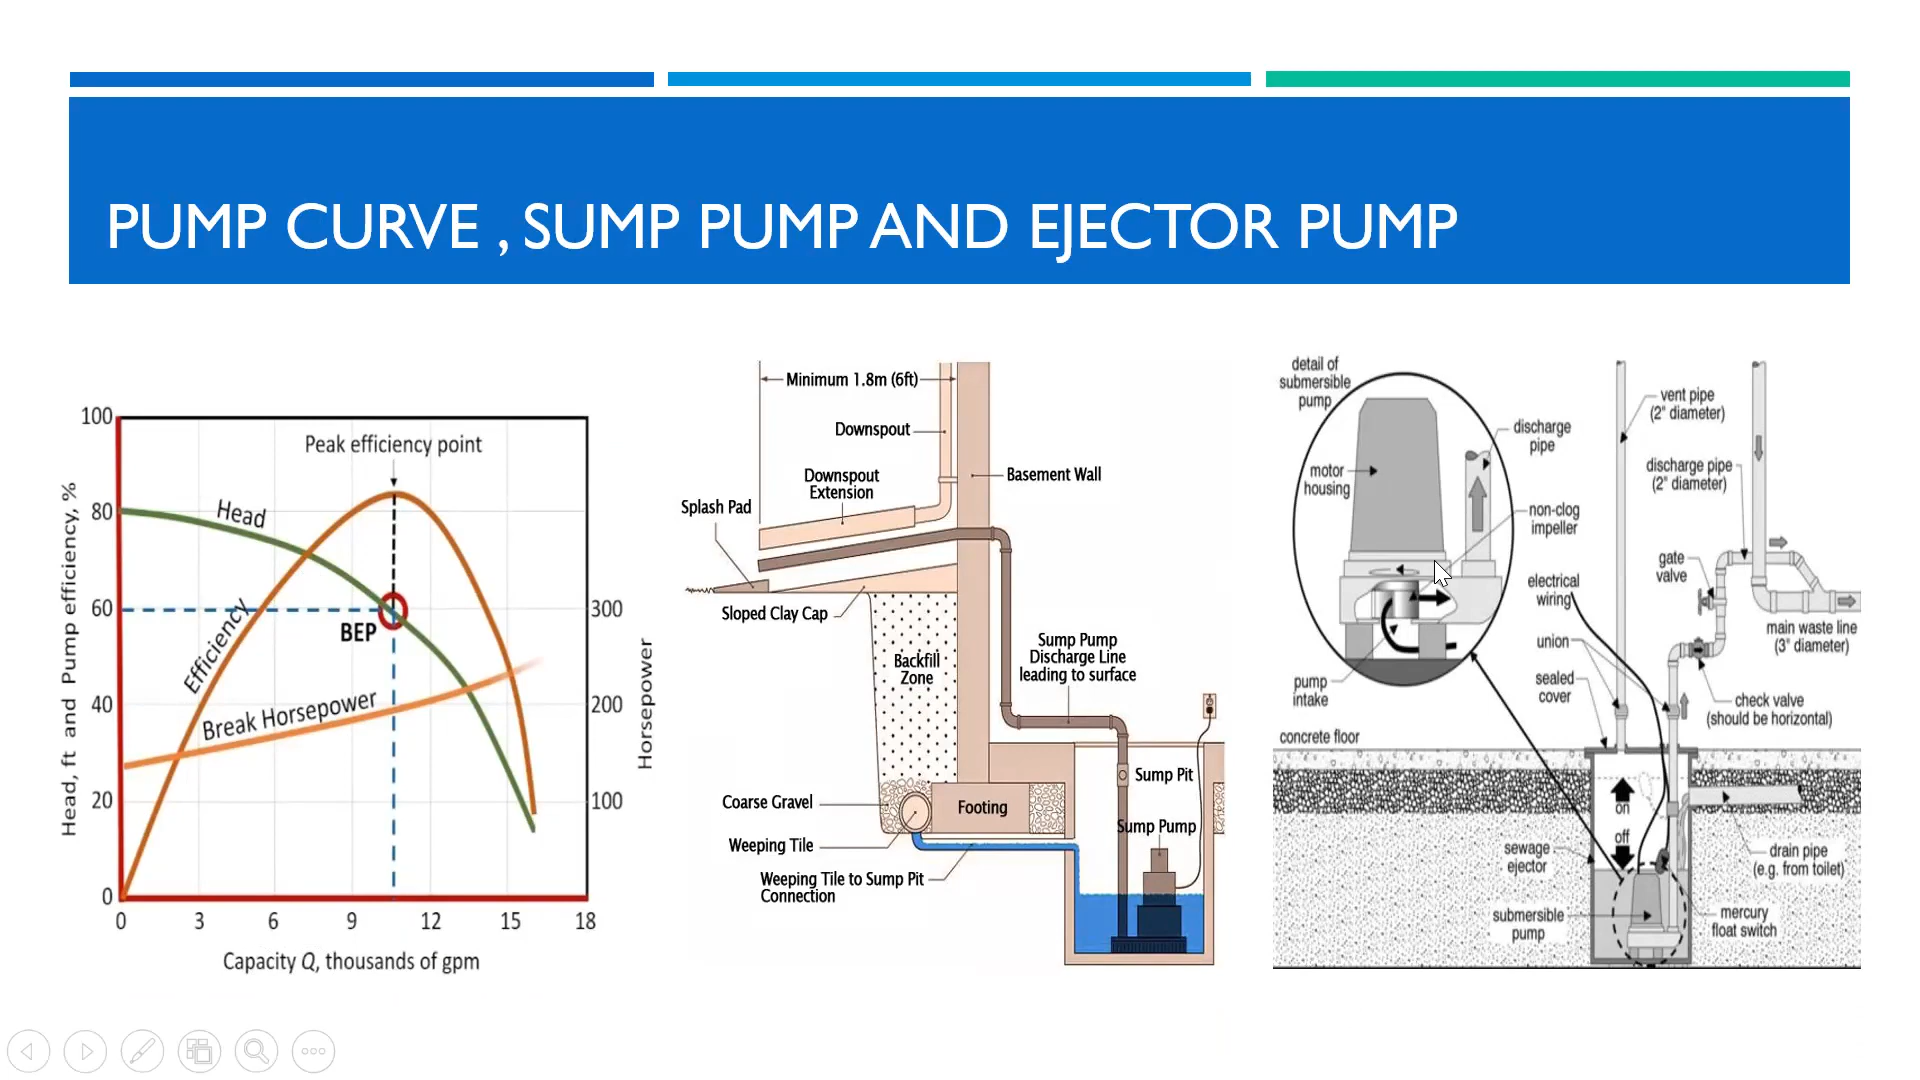 PUMP CURVE , SUMP PUMP AND EJECTOR PUMP
100
80
60
40
20
0
0 3 6 9 12 15 18
300
200
100
Head, ft and Pump efficiency, %
Horsepower
Capacity Q, thousands of gpm
Peak efficiency point
Head
BEP
Efficiency
Break Horsepower
Minimum 1.8m (6ft)
Downspout
Downspout
Extension
Basement Wall
Splash Pad
Sloped Clay Cap
Backfill
Zone
Sump Pump
Discharge Line
leading to surface
Sump Pit
Coarse Gravel
Footing
Sump Pump
Weeping Tile
Weeping Tile to Sump Pit
Connection
detail of
submersible
pump
motor
housing
discharge
pipe
non-clog
impeller
pump
intake
vent pipe
(2" diameter)
discharge pipe
(2" diameter)
gate
valve
electrical
wiring
union
sealed
cover
main waste line
(3" diameter)
check valve
(should be horizontal)
concrete floor
on
off
sewage
ejector
drain pipe
(e.g. from toilet)
submersible
pump
mercury
float switch